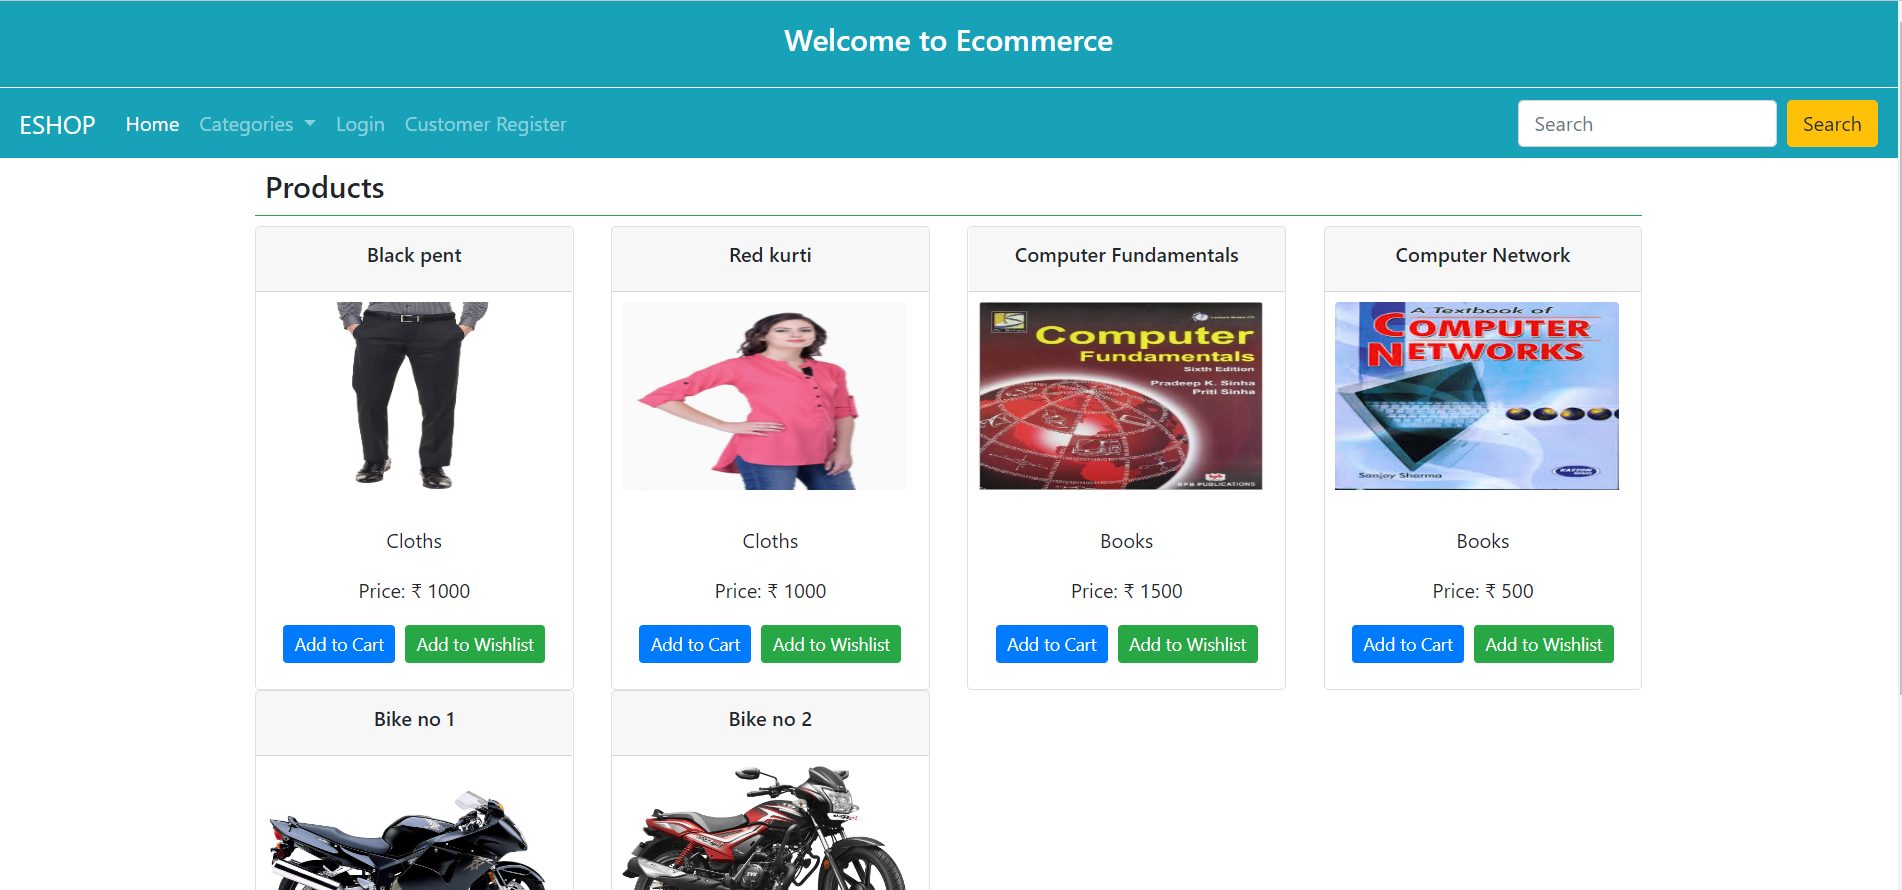 Welcome to Ecommerce
ESHOP Home Categories Login Customer Register Search Search
Products
Black pent
Red kurti
Computer Fundamentals
Computer Network
Computer
Fundamentals
Sixth Edition
Pradeep K. Sinha
Priti Sinha
BPB PUBLICATIONS
A Textbook of
COMPUTER
NETWORKS
Sanjay Sharma
Cloths
Cloths
Books
Books
Price: ₹ 1000
Price: ₹ 1000
Price: ₹ 1500
Price: ₹ 500
Add to Cart Add to Wishlist
Add to Cart Add to Wishlist
Add to Cart Add to Wishlist
Add to Cart Add to Wishlist
Bike no 1
Bike no 2